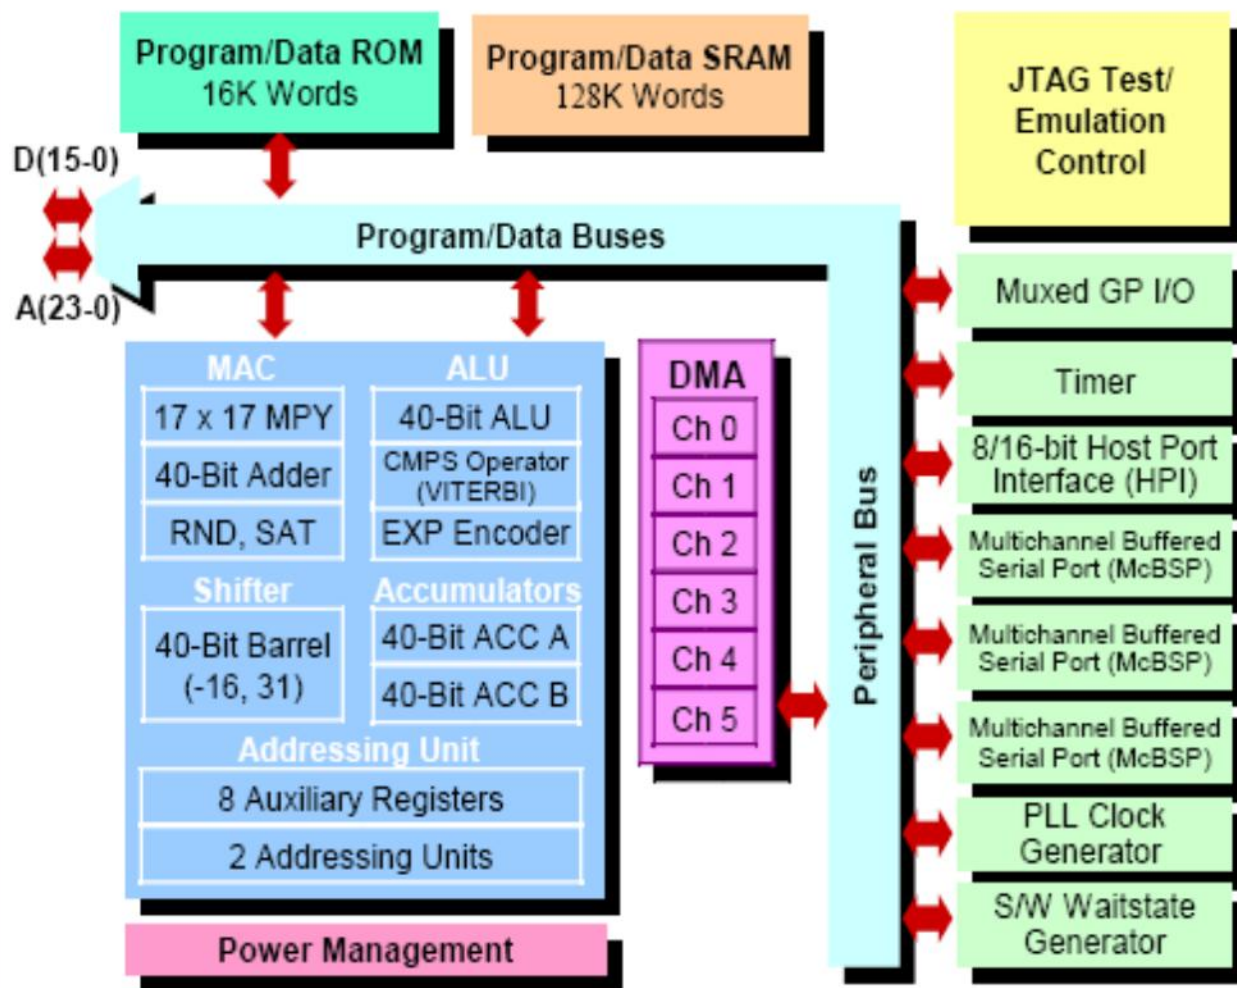 Program/Data ROM
16K Words
Program/Data SRAM
128K Words
JTAG Test/
Emulation
Control
D(15-0)
A(23-0)
Program/Data Buses
MAC
17 x 17 MPY
40-Bit Adder
RND, SAT
ALU
40-Bit ALU
CMPS Operator
(VITERBI)
EXP Encoder
Shifter
40-Bit Barrel
(-16, 31)
Accumulators
40-Bit ACC A
40-Bit ACC B
Addressing Unit
8 Auxiliary Registers
2 Addressing Units
Power Management
DMA
Ch 0
Ch 1
Ch 2
Ch 3
Ch 4
Ch 5
Peripheral Bus
Muxed GP I/O
Timer
8/16-bit Host Port
Interface (HPI)
Multichannel Buffered
Serial Port (McBSP)
Multichannel Buffered
Serial Port (McBSP)
Multichannel Buffered
Serial Port (McBSP)
PLL Clock
Generator
S/W Waitstate
Generator